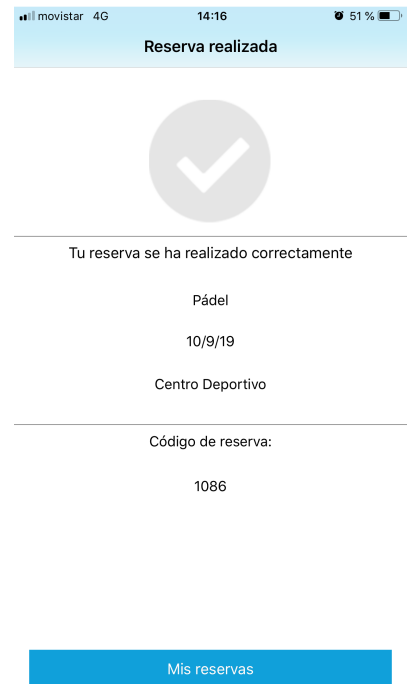 movistar 4G 14:16 51 %
Reserva realizada
Tu reserva se ha realizado correctamente
Pádel
10/9/19
Centro Deportivo
Código de reserva:
1086
Mis reservas